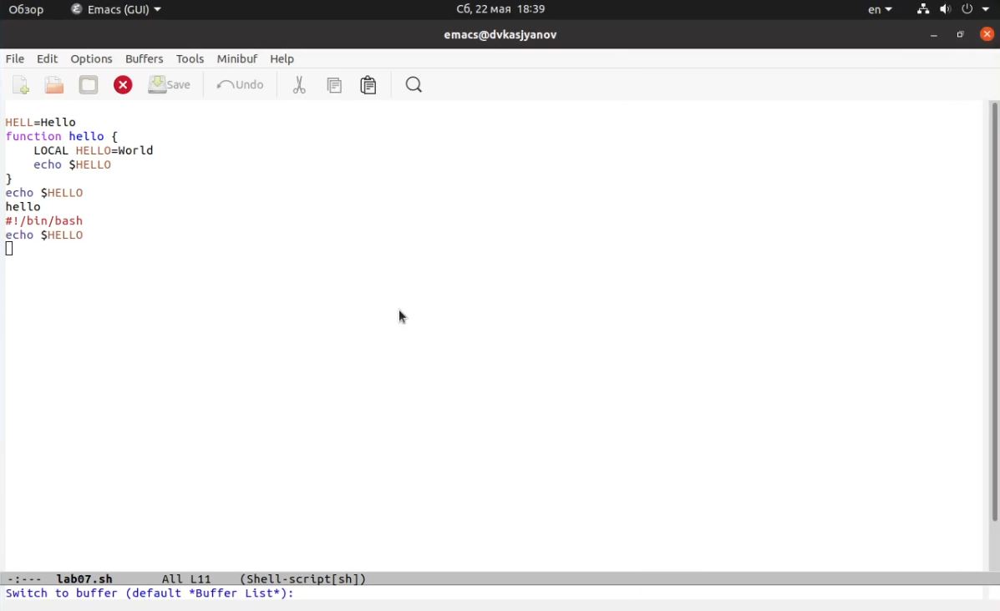 Обзор Emacs (GUI) Сб, 22 мая 18:39 en
emacs@dvkasjyanov
File Edit Options Buffers Tools Minibuf Help
Save Undo
HELL=Hello
function hello {
    LOCAL HELLO=World
    echo $HELLO
}
echo $HELLO
hello
#!/bin/bash
echo $HELLO
-:--- lab07.sh All L11 (Shell-script[sh])
Switch to buffer (default *Buffer List*):